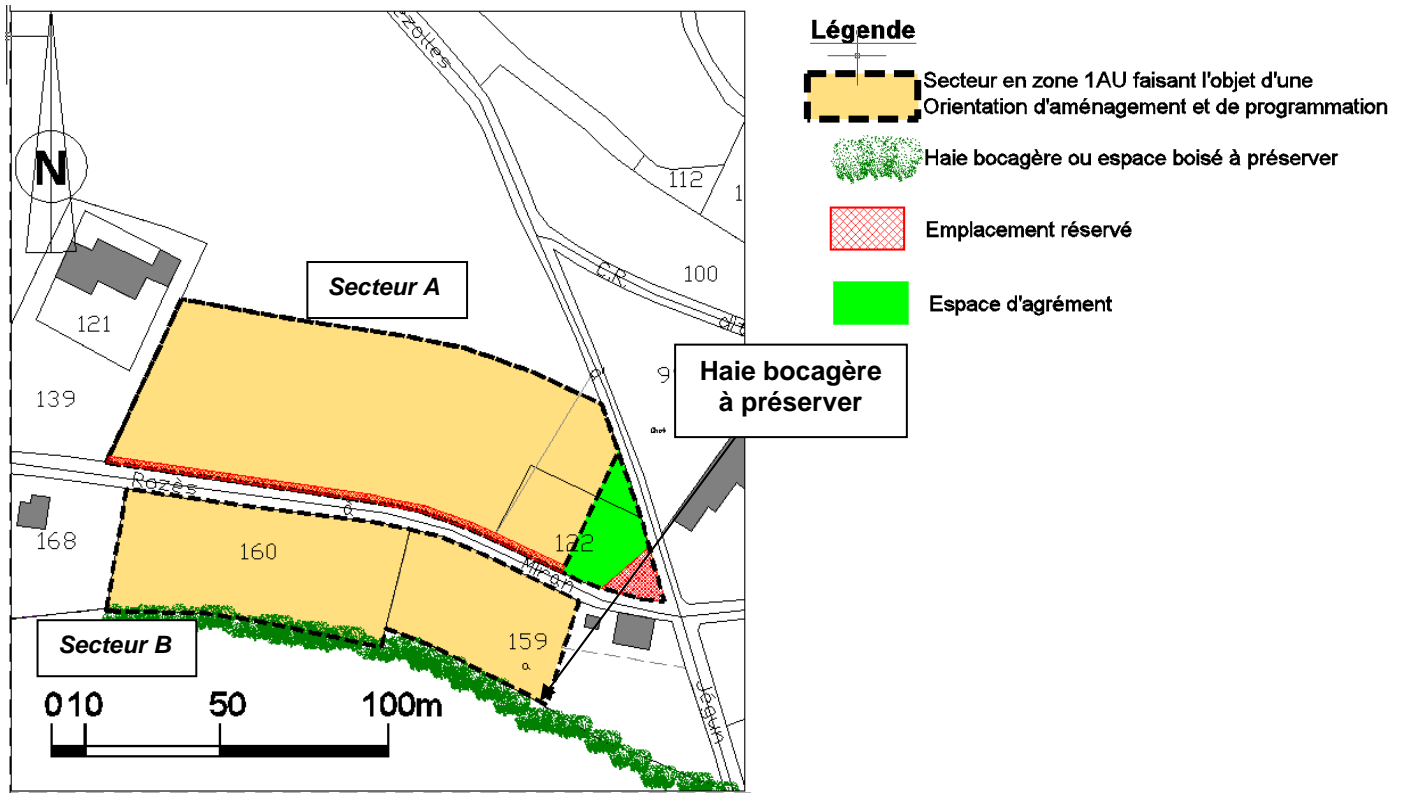 Légende
Secteur en zone 1AU faisant l'objet d'une
Orientation d'aménagement et de programmation
Haie bocagère ou espace boisé à préserver
Emplacement réservé
Espace d'agrément
N
112
1
C.R.
100
Secteur A
121
d'
9
Haie bocagère
à préserver
139
Rozès
à
122
Miran
168
160
159
a
Secteur B
Jégun
0 10 50 100m